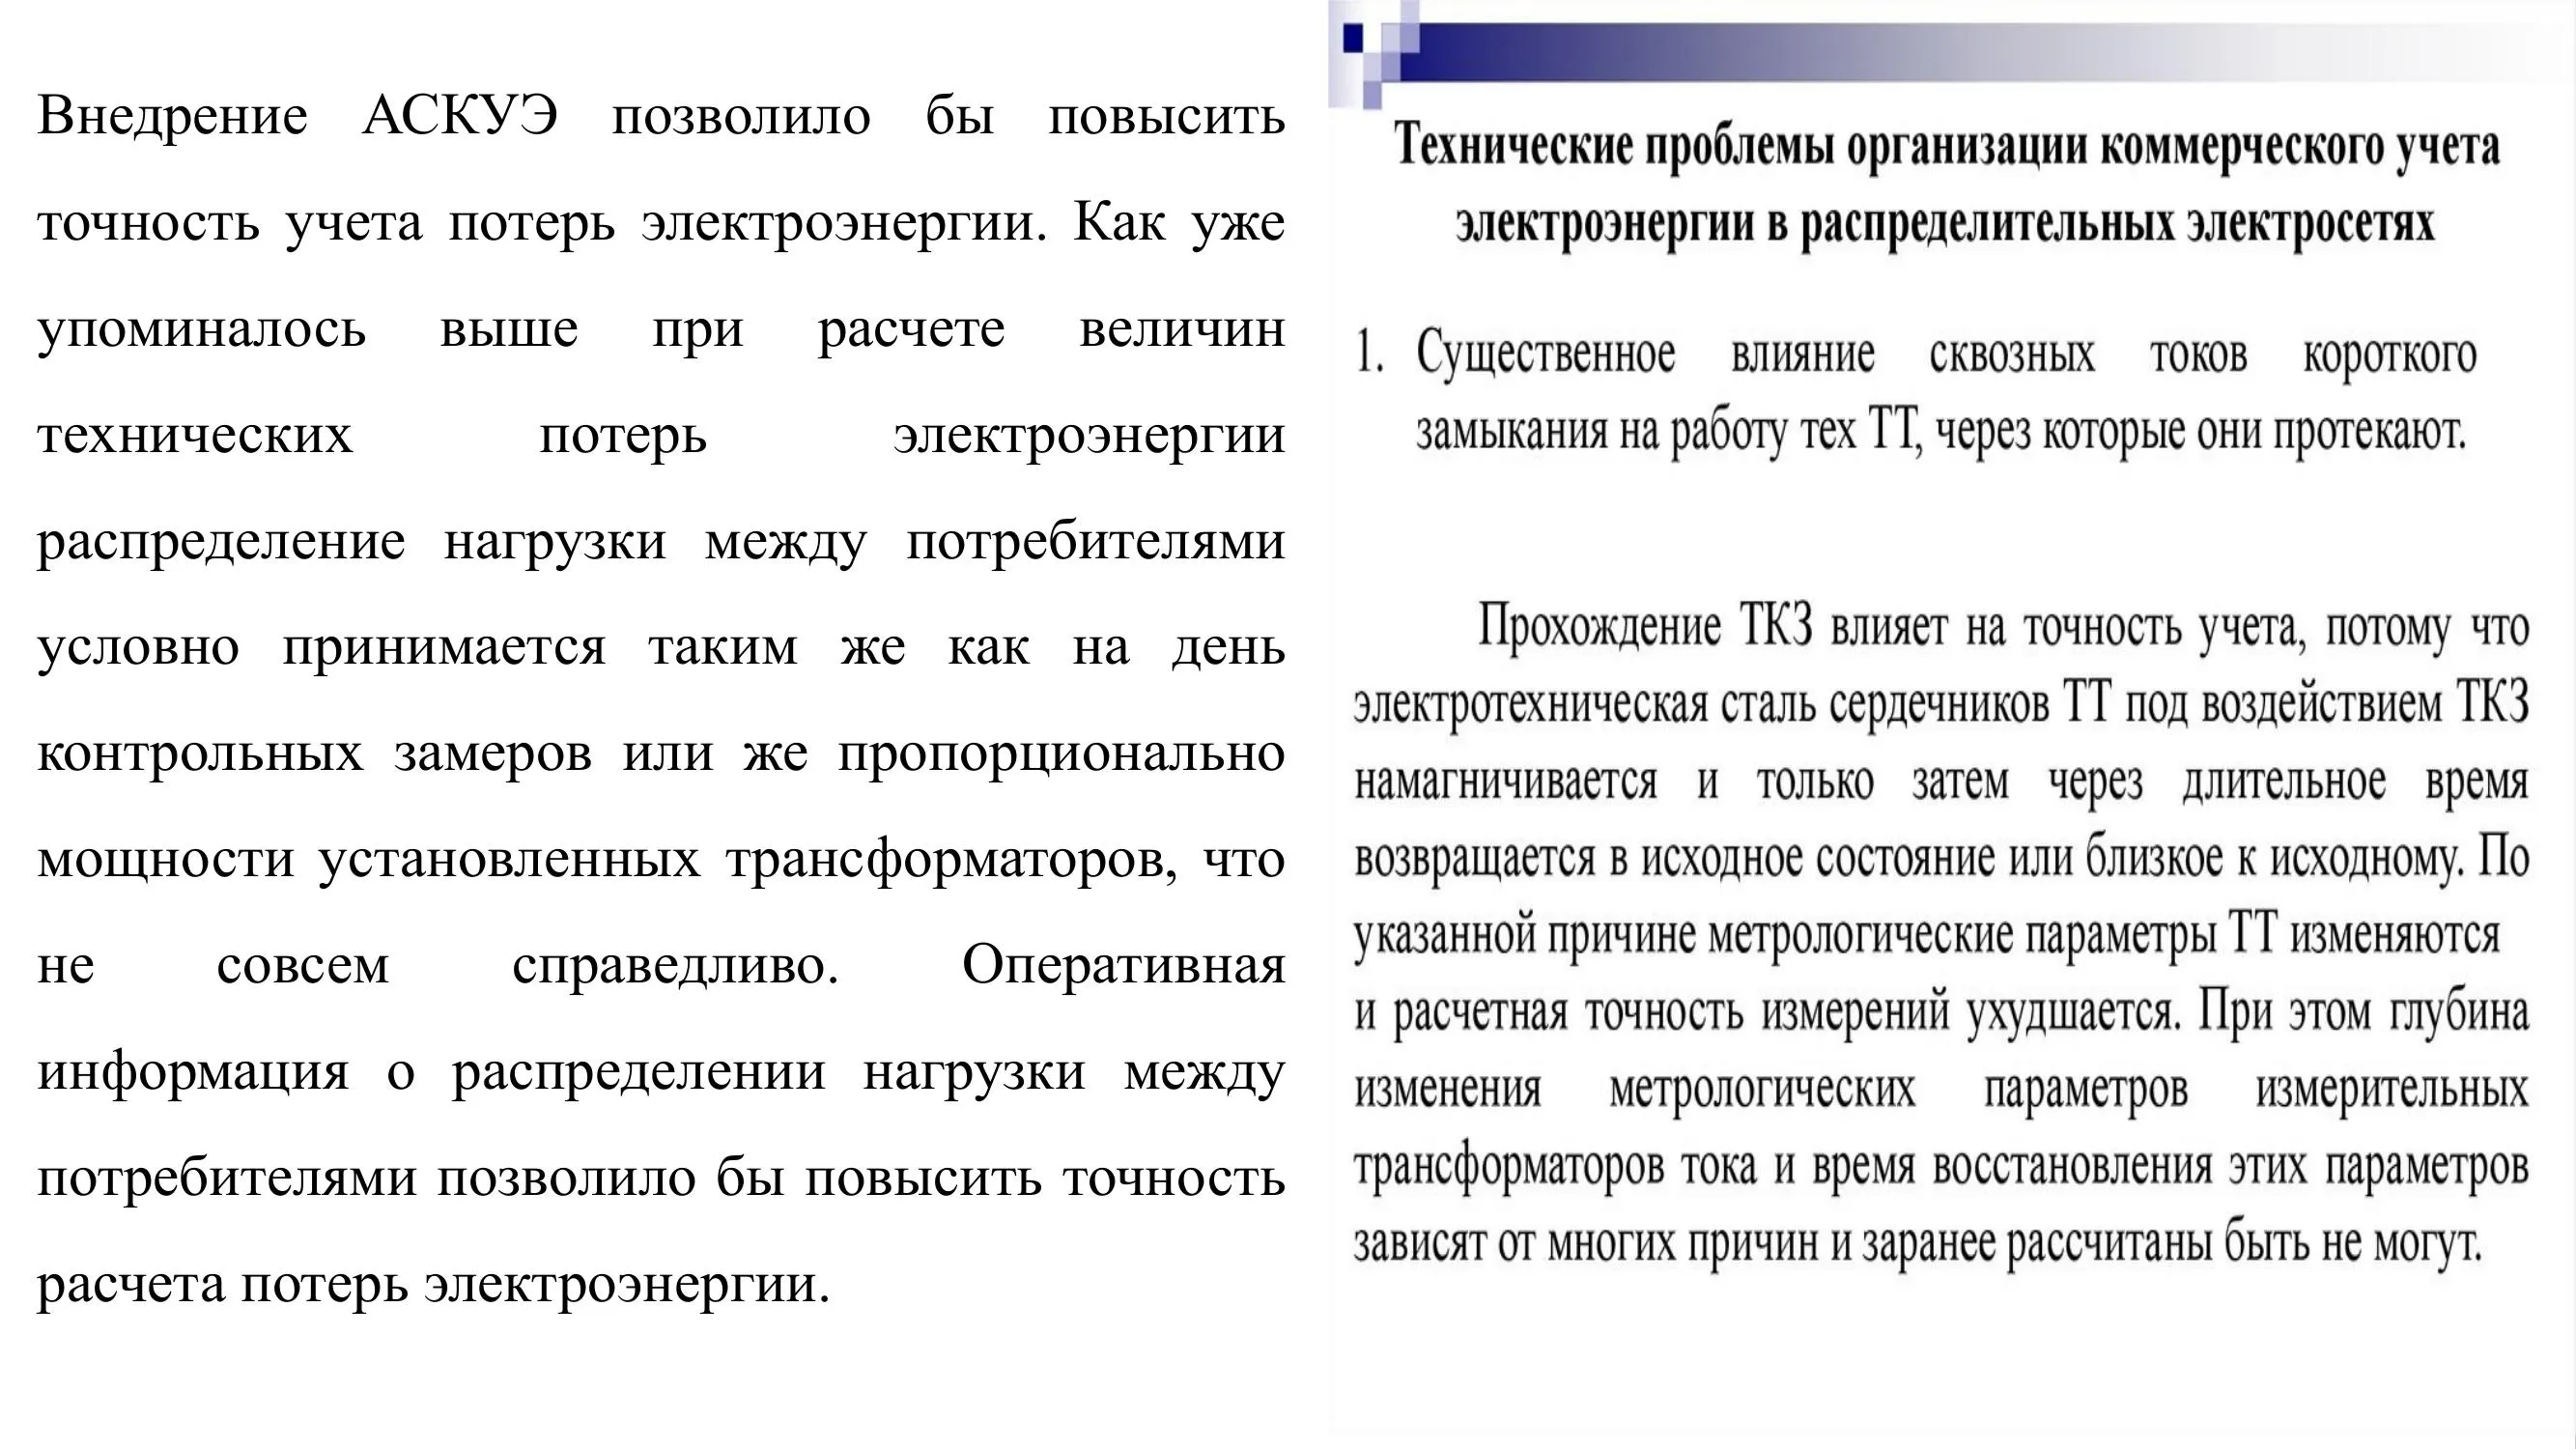 Внедрение АСКУЭ позволило бы повысить
точность учета потерь электроэнергии. Как уже
упоминалось выше при расчете величин
технических потерь электроэнергии
распределение нагрузки между потребителями
условно принимается таким же как на день
контрольных замеров или же пропорционально
мощности установленных трансформаторов, что
не совсем справедливо. Оперативная
информация о распределении нагрузки между
потребителями позволило бы повысить точность
расчета потерь электроэнергии.
Технические проблемы организации коммерческого учета
электроэнергии в распределительных электросетях
1. Существенное влияние сквозных токов короткого
замыкания на работу тех ТТ, через которые они протекают.
Прохождение ТКЗ влияет на точность учета, потому что
электротехническая сталь сердечников ТТ под воздействием ТКЗ
намагничивается и только затем через длительное время
возвращается в исходное состояние или близкое к исходному. По
указанной причине метрологические параметры ТТ изменяются
и расчетная точность измерений ухудшается. При этом глубина
изменения метрологических параметров измерительных
трансформаторов тока и время восстановления этих параметров
зависят от многих причин и заранее рассчитаны быть не могут.